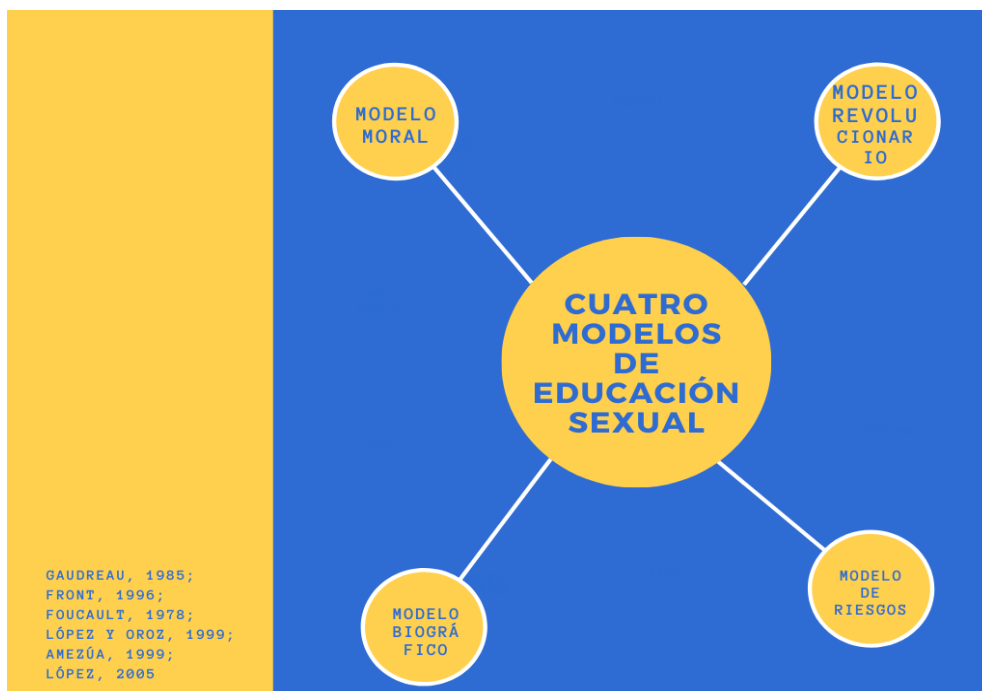 MODELO
MORAL
MODELO
REVOLU
CIONAR
IO
CUATRO
MODELOS
DE
EDUCACIÓN
SEXUAL
MODELO
BIOGRÁ
FICO
MODELO
DE
RIESGOS
GAUDREAU, 1985;
FRONT, 1996;
FOUCAULT, 1978;
LÓPEZ Y OROZ, 1999;
AMEZÚA, 1999;
LÓPEZ, 2005